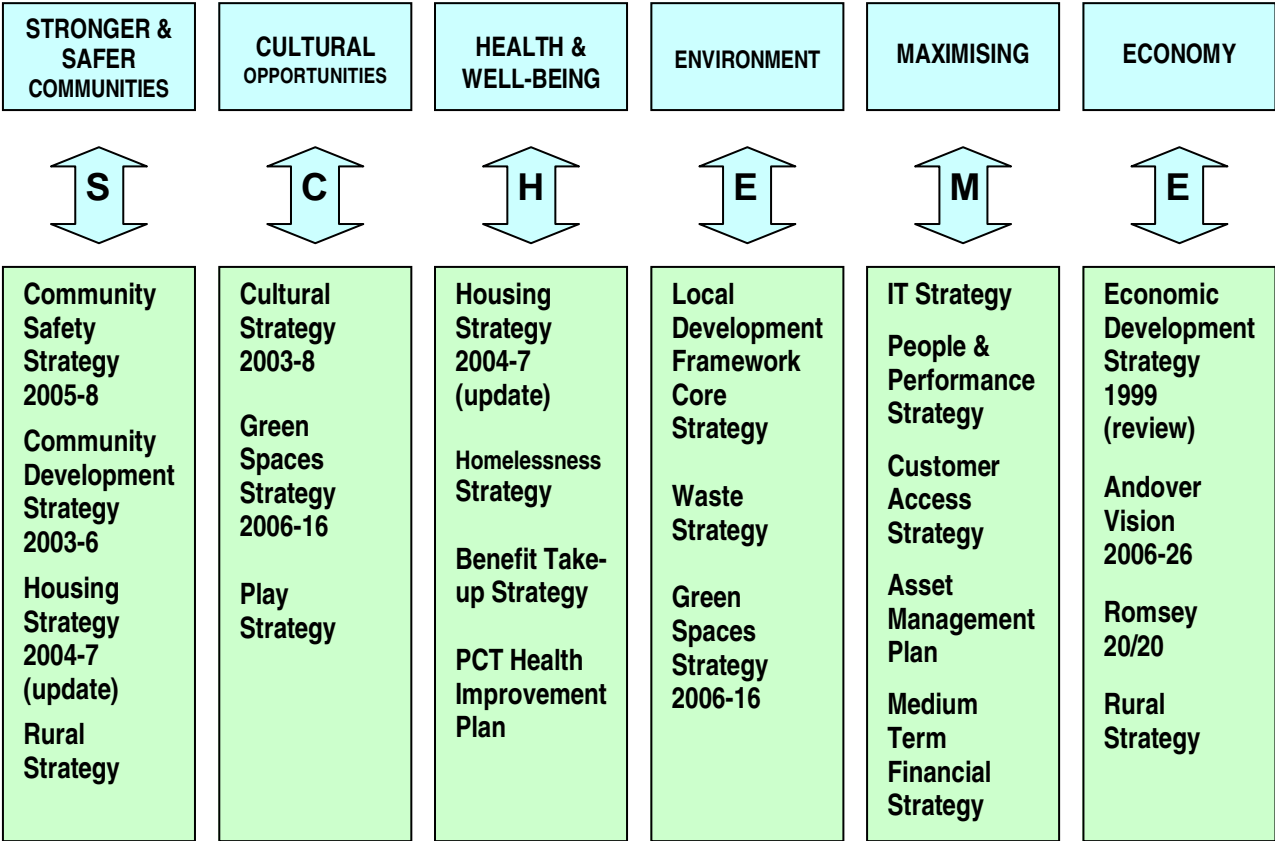 STRONGER &
SAFER
COMMUNITIES
CULTURAL
OPPORTUNITIES
HEALTH &
WELL-BEING
ENVIRONMENT
MAXIMISING
ECONOMY
S
C
H
E
M
E
Community
Safety
Strategy
2005-8
Community
Development
Strategy
2003-6
Housing
Strategy
2004-7
(update)
Rural
Strategy
Cultural
Strategy
2003-8
Green
Spaces
Strategy
2006-16
Play
Strategy
Housing
Strategy
2004-7
(update)
Homelessness
Strategy
Benefit Take-
up Strategy
PCT Health
Improvement
Plan
Local
Development
Framework
Core
Strategy
Waste
Strategy
Green
Spaces
Strategy
2006-16
IT Strategy
People &
Performance
Strategy
Customer
Access
Strategy
Asset
Management
Plan
Medium
Term
Financial
Strategy
Economic
Development
Strategy
1999
(review)
Andover
Vision
2006-26
Romsey
20/20
Rural
Strategy